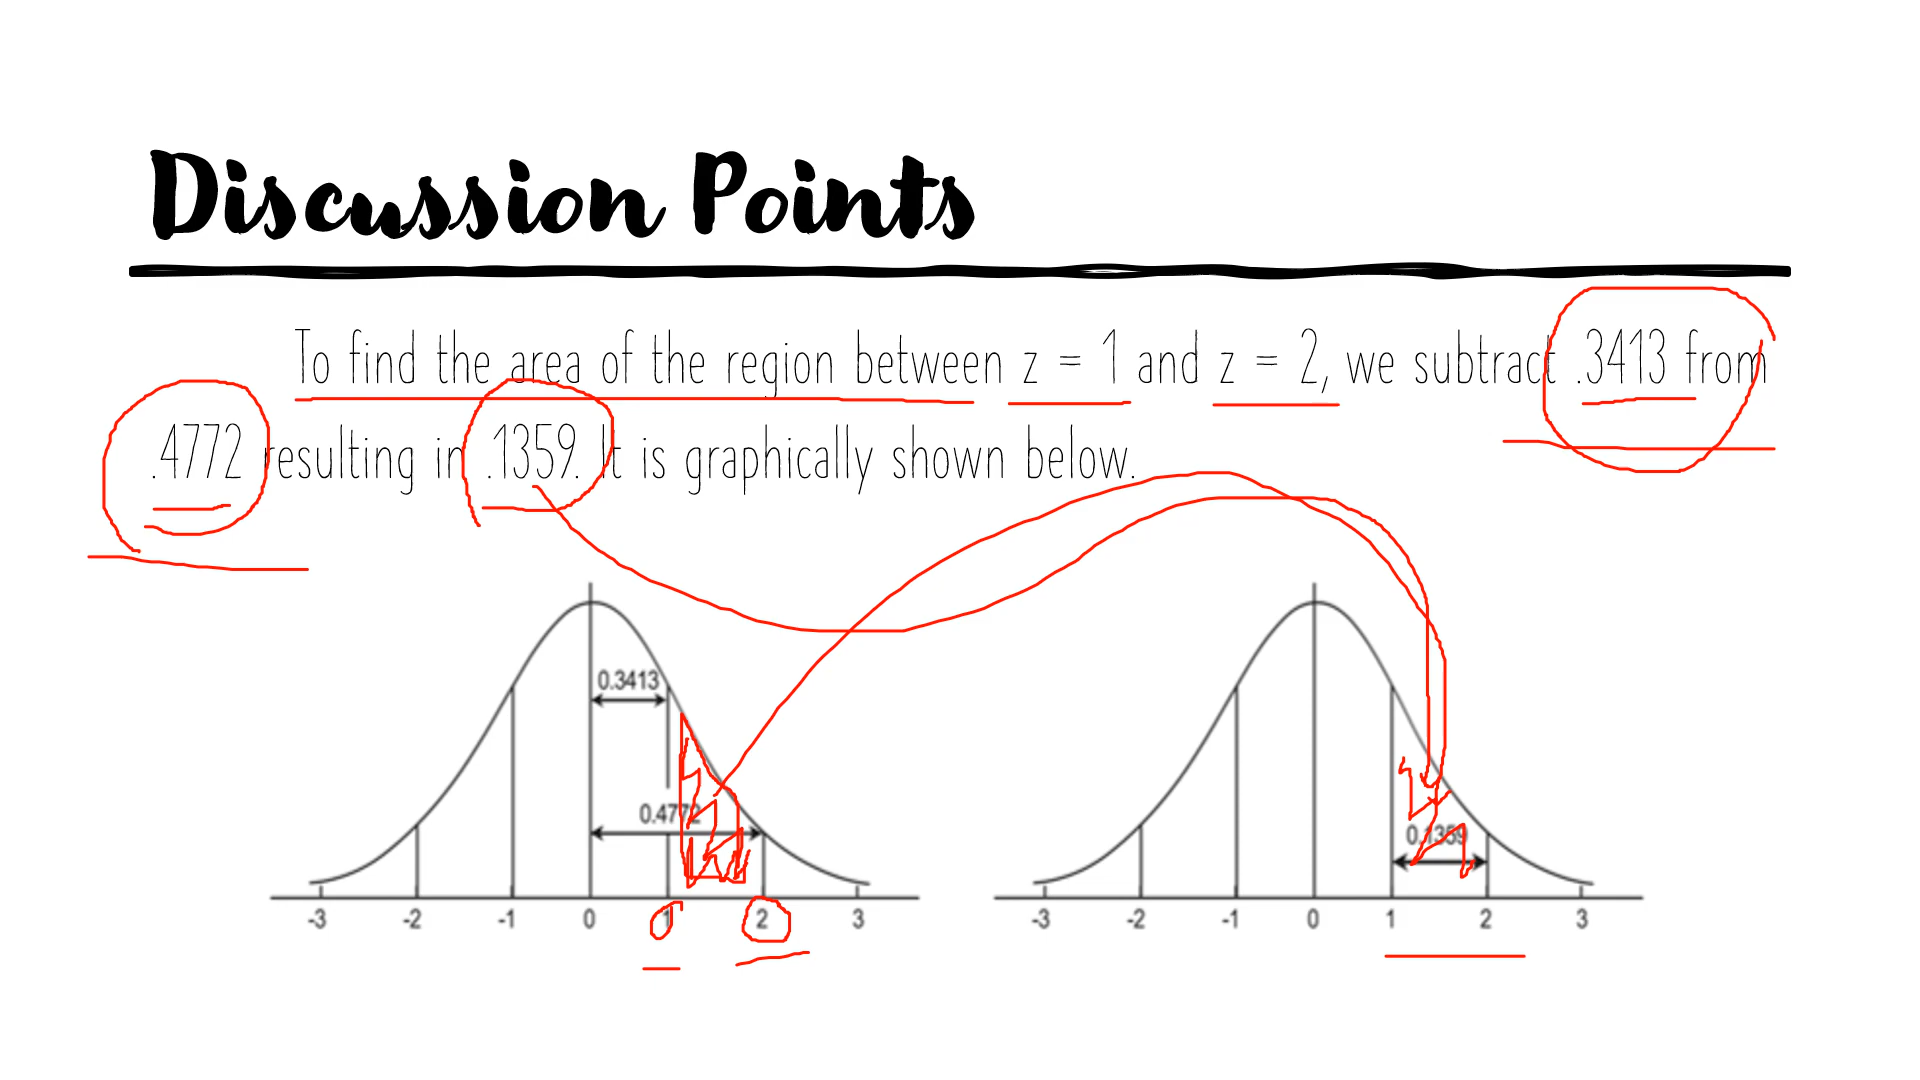 Discussion Points
To find the area of the region between z = 1 and z = 2, we subtract .3413 from
.4772 resulting in .1359. It is graphically shown below.
0.3413
0.4772
-3 -2 -1 0 1 2 3
0.1359
-3 -2 -1 0 1 2 3